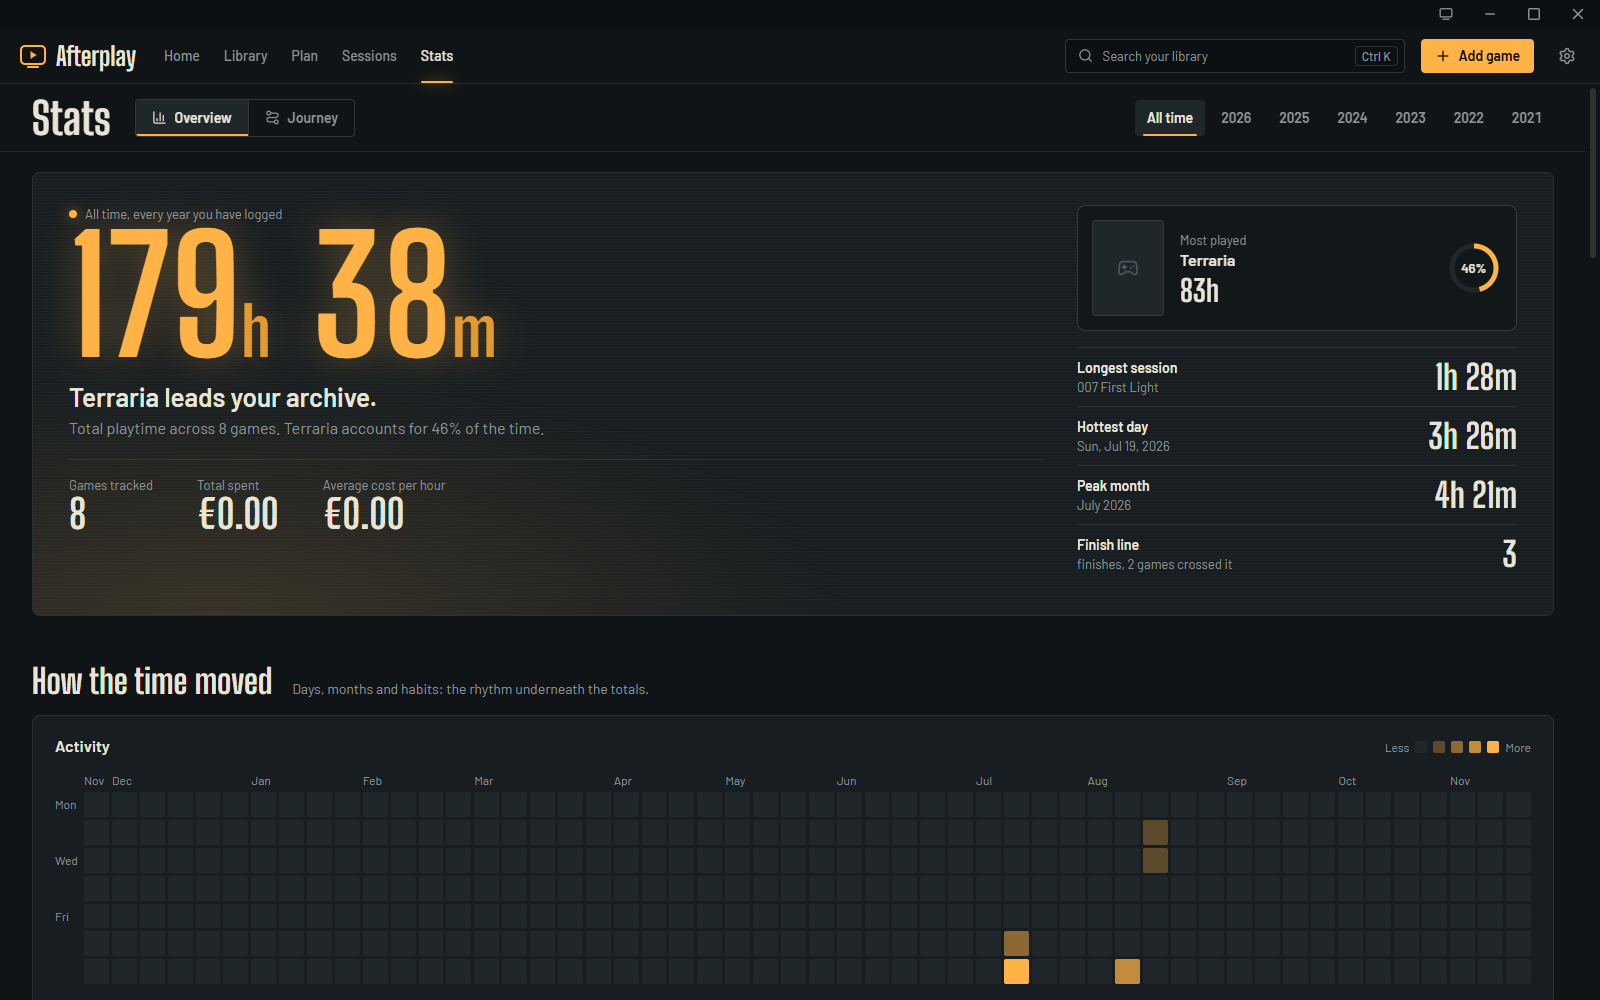 Afterplay
Home
Library
Plan
Sessions
Stats
Search your library
Ctrl K
Add game
Stats
Overview
Journey
All time
2026
2025
2024
2023
2022
2021
All time, every year you have logged
179h 38m
Terraria leads your archive.
Total playtime across 8 games. Terraria accounts for 46% of the time.
Games tracked
8
Total spent
€0.00
Average cost per hour
€0.00
Most played
Terraria
83h
46%
Longest session
007 First Light
1h 28m
Hottest day
Sun, Jul 19, 2026
3h 26m
Peak month
July 2026
4h 21m
Finish line
finishes, 2 games crossed it
3
How the time moved
Days, months and habits: the rhythm underneath the totals.
Activity
Less
More
Nov Dec Jan Feb Mar Apr May Jun Jul Aug Sep Oct Nov
Mon
Wed
Fri